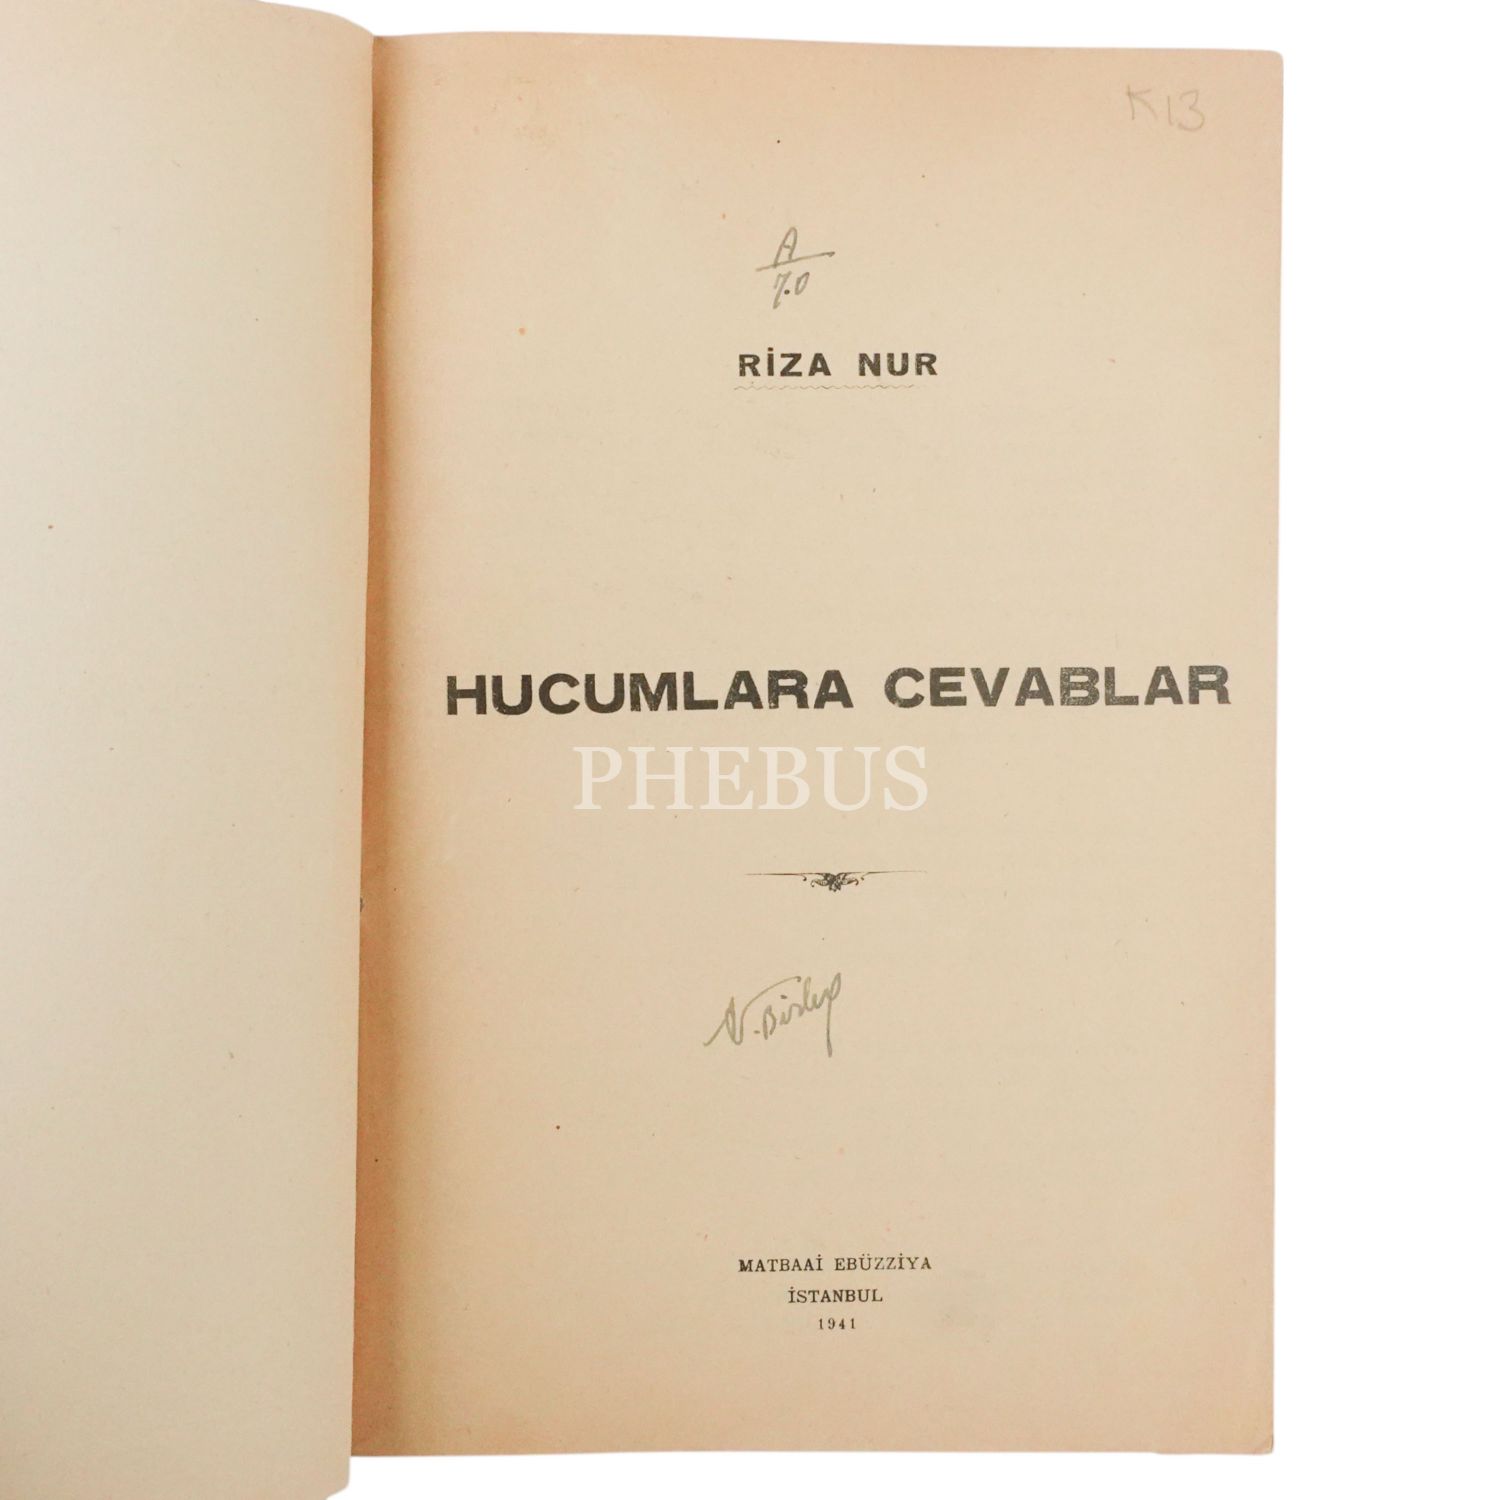 K13
A
7.0
RİZA NUR
HUCUMLARA CEVABLAR
PHEBUS
MATBAAİ EBÜZZİYA
İSTANBUL
1941